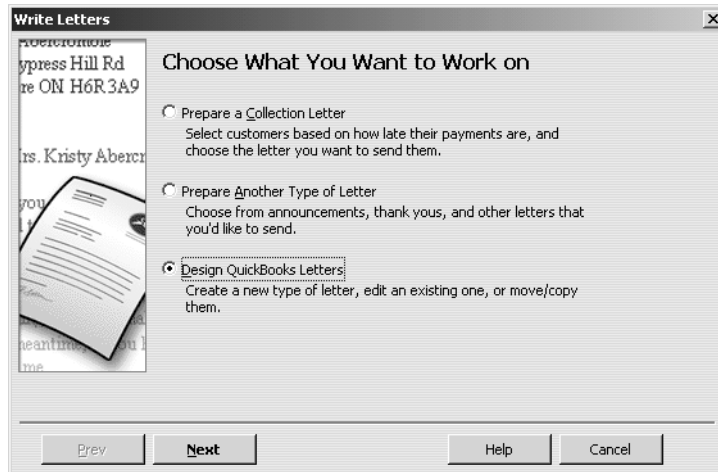 Write Letters
ypress Hill Rd
re ON H6R 3A9
rs. Kristy Abercr
you
meantime,
me
Choose What You Want to Work on
Prepare a Collection Letter
Select customers based on how late their payments are, and
choose the letter you want to send them.
Prepare Another Type of Letter
Choose from announcements, thank yous, and other letters that
you'd like to send.
Design QuickBooks Letters
Create a new type of letter, edit an existing one, or move/copy
them.
Prev
Next
Help
Cancel